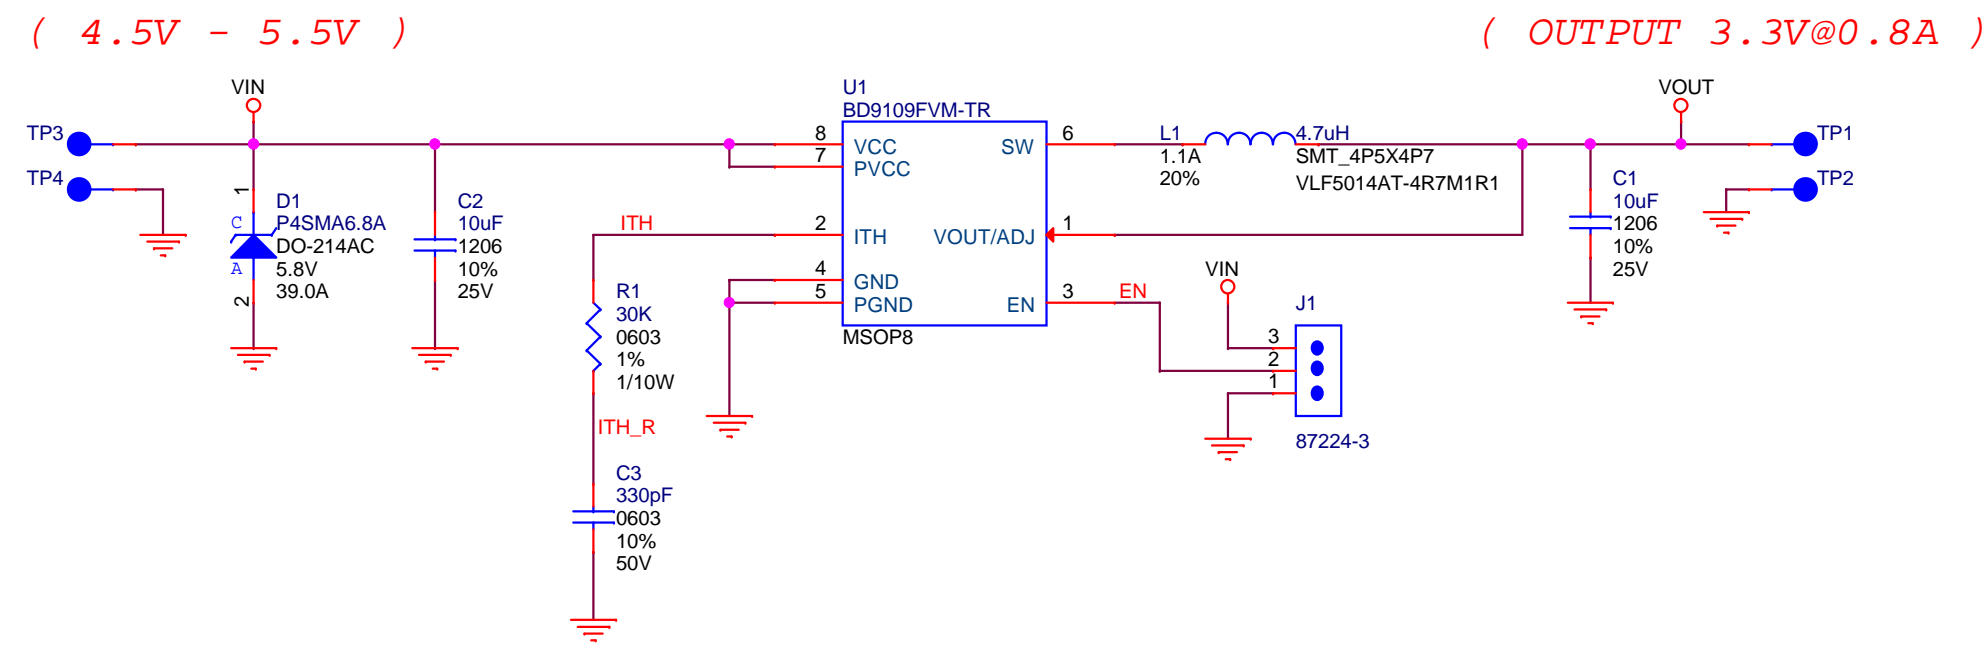 ( 4.5V - 5.5V )
( OUTPUT 3.3V@0.8A )
VIN
TP3
TP4
1
D1
C
P4SMA6.8A
DO-214AC
A
5.8V
39.0A
2
C2
10uF
1206
10%
25V
U1
BD9109FVM-TR
8
VCC
7
PVCC
ITH
2
ITH
4
GND
5
PGND
SW
6
VOUT/ADJ
1
EN
3
EN
MSOP8
R1
30K
0603
1%
1/10W
ITH_R
C3
330pF
0603
10%
50V
L1
4.7uH
1.1A
SMT_4P5X4P7
20%
VLF5014AT-4R7M1R1
VIN
J1
3
2
1
87224-3
VOUT
C1
10uF
1206
10%
25V
TP1
TP2